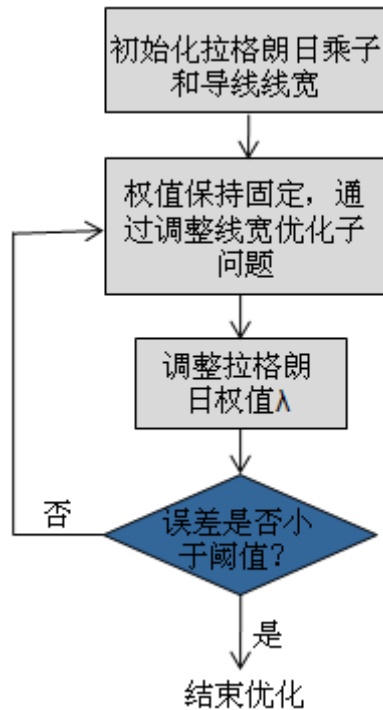 初始化拉格朗日乘子
和导线线宽
权值保持固定，通
过调整线宽优化子
问题
调整拉格朗
日权值λ
误差是否小
于阈值？
否
是
结束优化